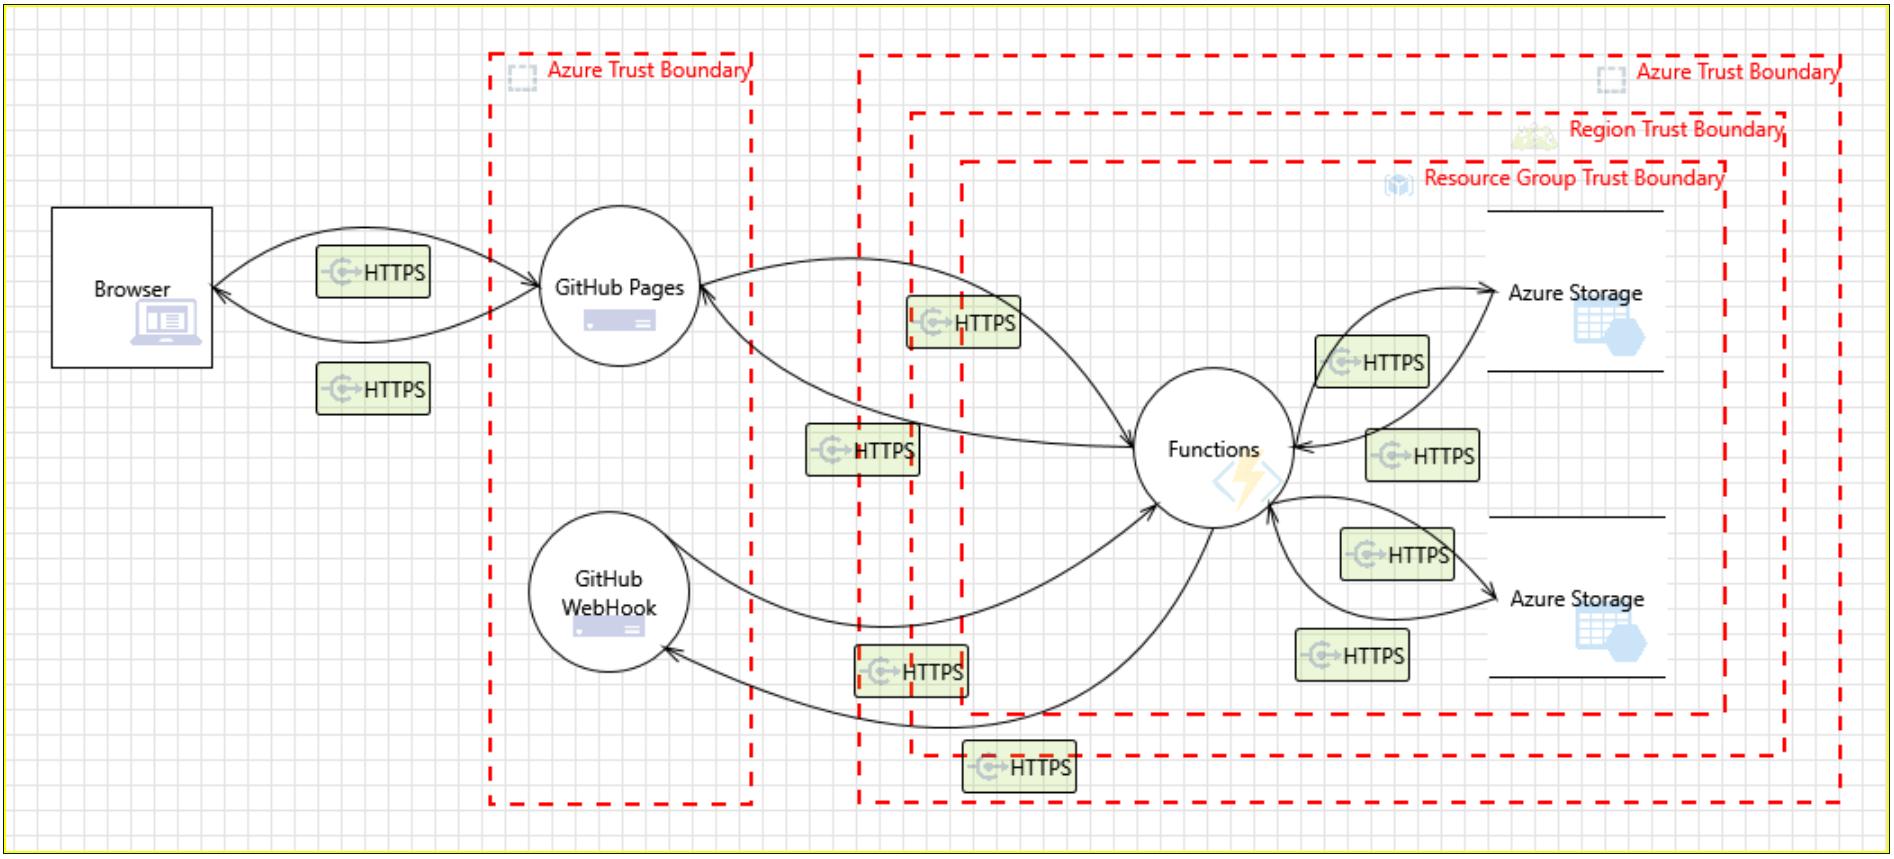 Azure Trust Boundary
Azure Trust Boundary
Region Trust Boundary
Resource Group Trust Boundary
Browser
HTTPS
HTTPS
GitHub Pages
HTTPS
HTTPS
Functions
HTTPS
HTTPS
Azure Storage
GitHub
WebHook
HTTPS
HTTPS
HTTPS
HTTPS
Azure Storage